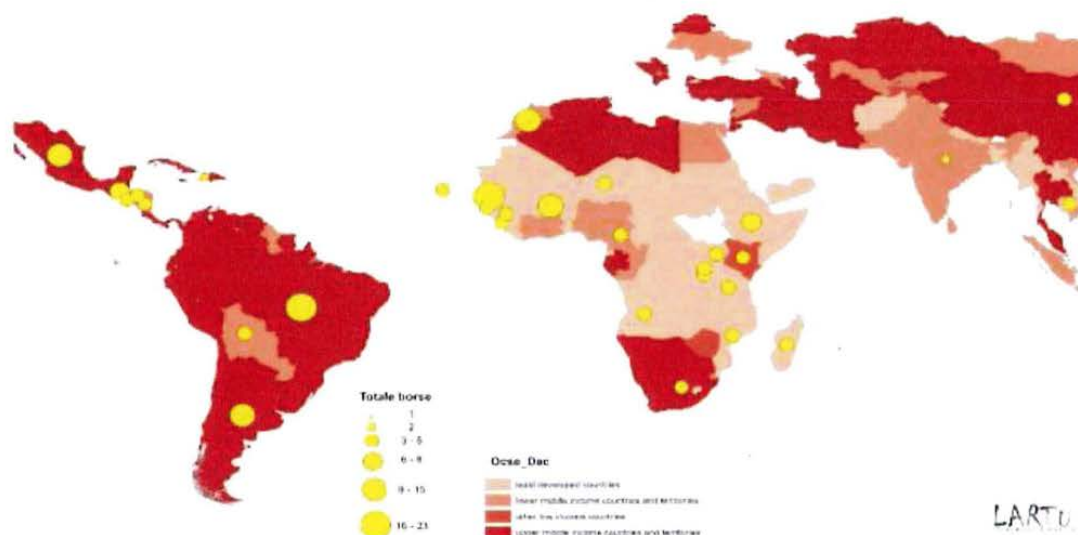 Totale borse
1
2
3 - 5
6 - 8
9 - 15
16 - 23
Ocse_Dac
least developed countries
lower middle income countries and territories
other low income countries
upper middle income countries and territories
LARTU